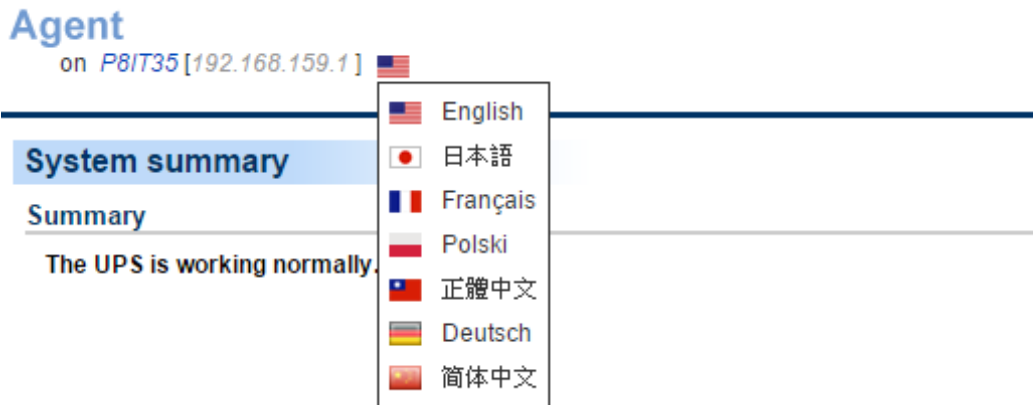 Agent
on P8IT35 [192.168.159.1]
English
System summary
日本語
Français
Summary
Polski
The UPS is working normally.
正體中文
Deutsch
简体中文